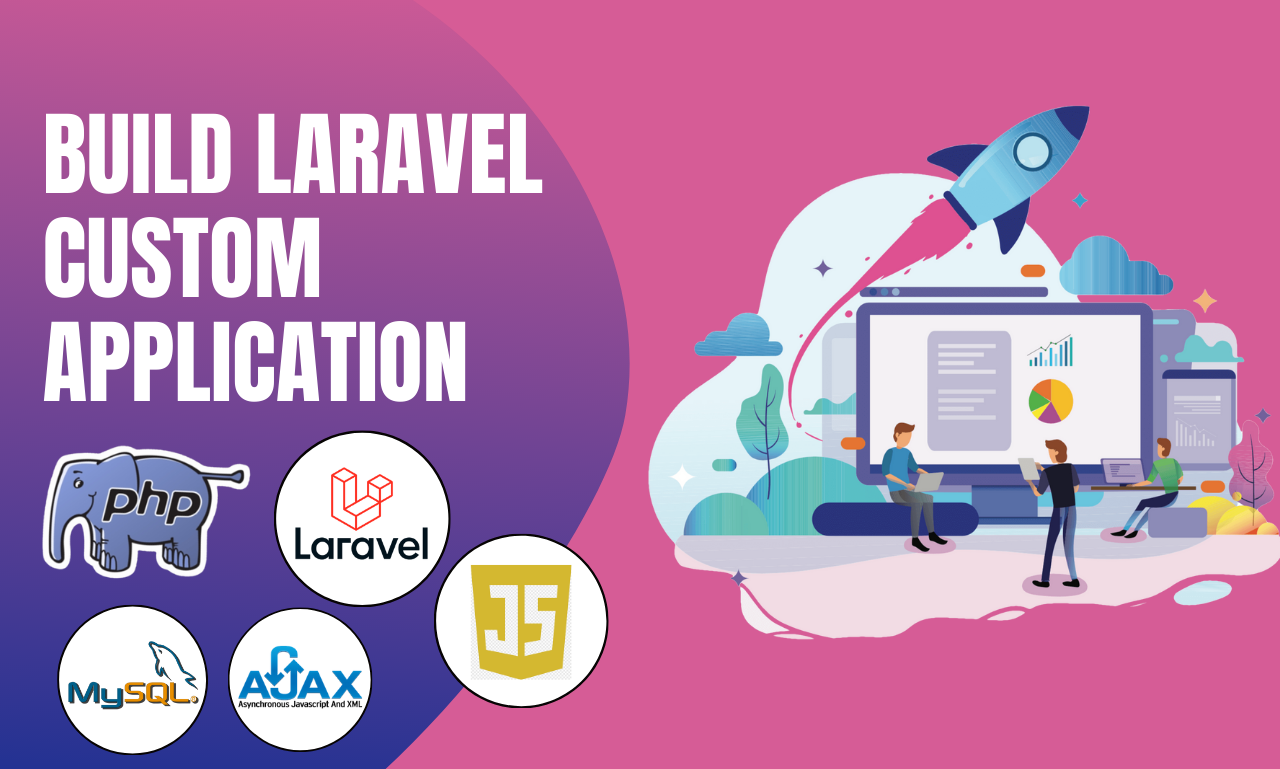 BUILD LARAVEL
CUSTOM
APPLICATION
php
Laravel
JS
MySQL.
AJAX
Asynchronous Javascript And XML